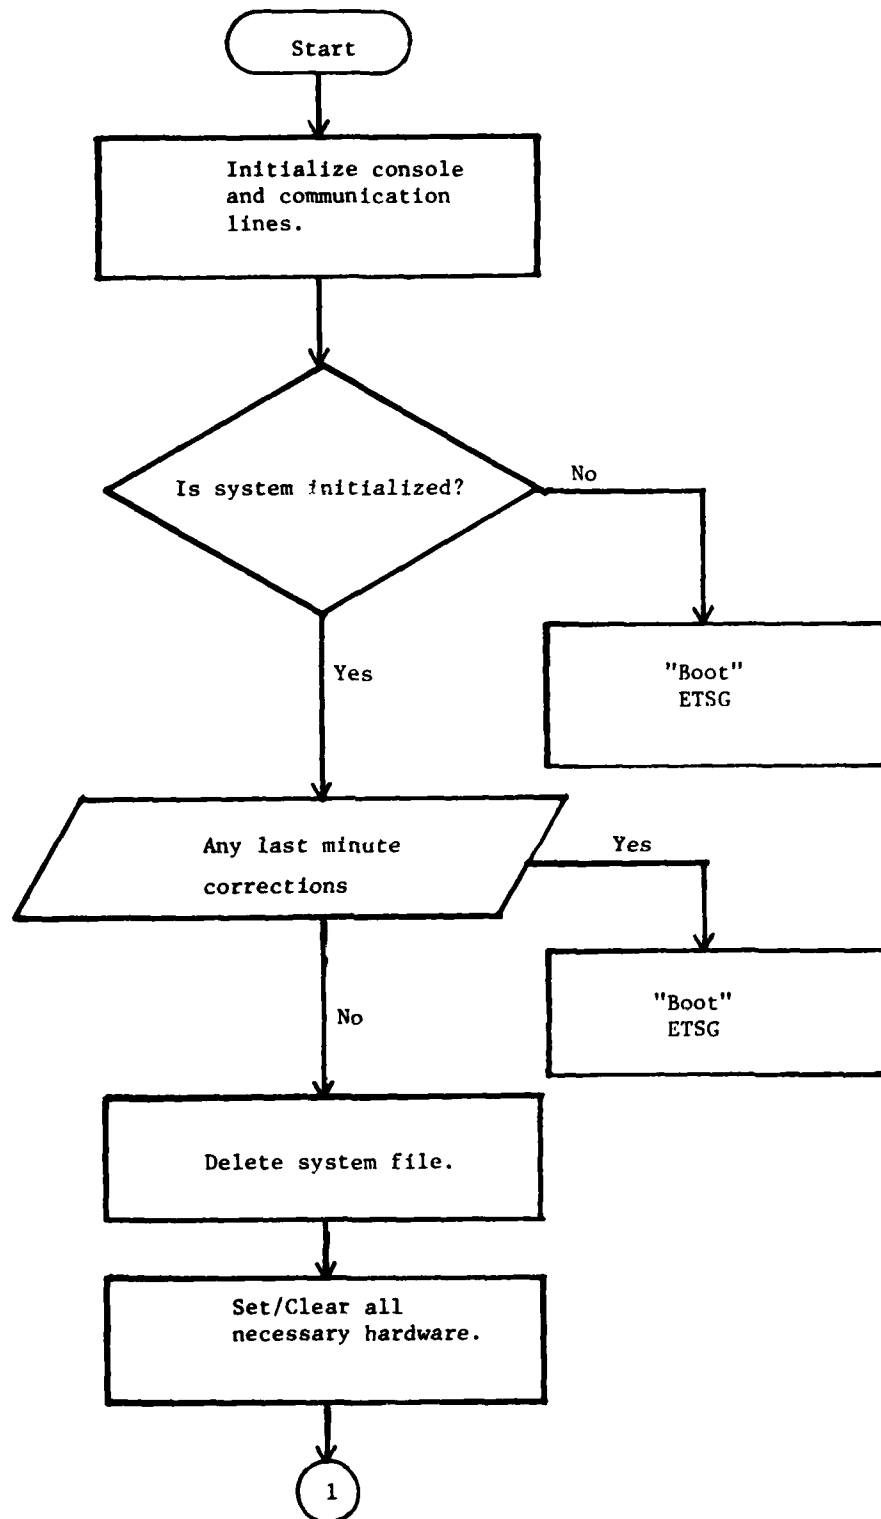 Start
Initialize console
and communication
lines.
Is system initialized?
No
"Boot"
ETSG
Yes
Any last minute
corrections
Yes
"Boot"
ETSG
No
Delete system file.
Set/Clear all
necessary hardware.
1